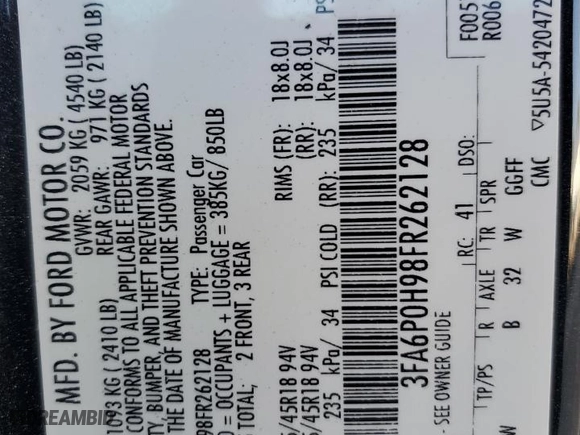 MFD. BY FORD MOTOR CO.
GVWR: 2059 KG ( 4540 LB)
1093 KG ( 2410 LB) REAR GAWR: 971 KG ( 2140 LB)
CONFORMS TO ALL APPLICABLE FEDERAL MOTOR
TY, BUMPER, AND THEFT PREVENTION STANDARDS
THE DATE OF MANUFACTURE SHOWN ABOVE.
98FR262128 TYPE: Passenger Car
= OCCUPANTS + LUGGAGE = 385KG/ 850LB
TOTAL, 2 FRONT, 3 REAR
/45R18 94V RIMS (FR): 18x8.0J
/45R18 94V (RR): 18x8.0J
235 kPa/ 34 PSI COLD (RR): 235 kPa/ 34 PS
3FA6P0H98FR262128
-SEE OWNER GUIDE
RC: 41 DSO: F005
R006
TP/PS R AXLE TR SPR
W B 32 W GGFF
CMC ▽5U5A-5420472